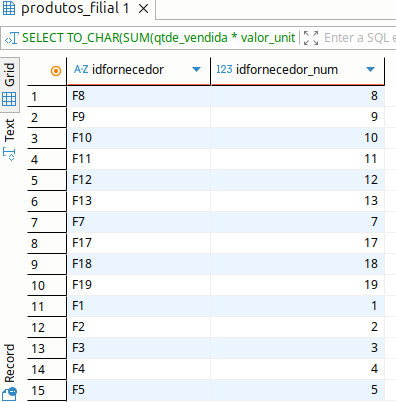 produtos_filial 1
SELECT TO_CHAR(SUM(qtde_vendida * valor_unit
Enter a SQL e
Grid
Text
Record
A-Z idfornecedor 123 idfornecedor_num
1 F8 8
2 F9 9
3 F10 10
4 F11 11
5 F12 12
6 F13 13
7 F7 7
8 F17 17
9 F18 18
10 F19 19
11 F1 1
12 F2 2
13 F3 3
14 F4 4
15 F5 5